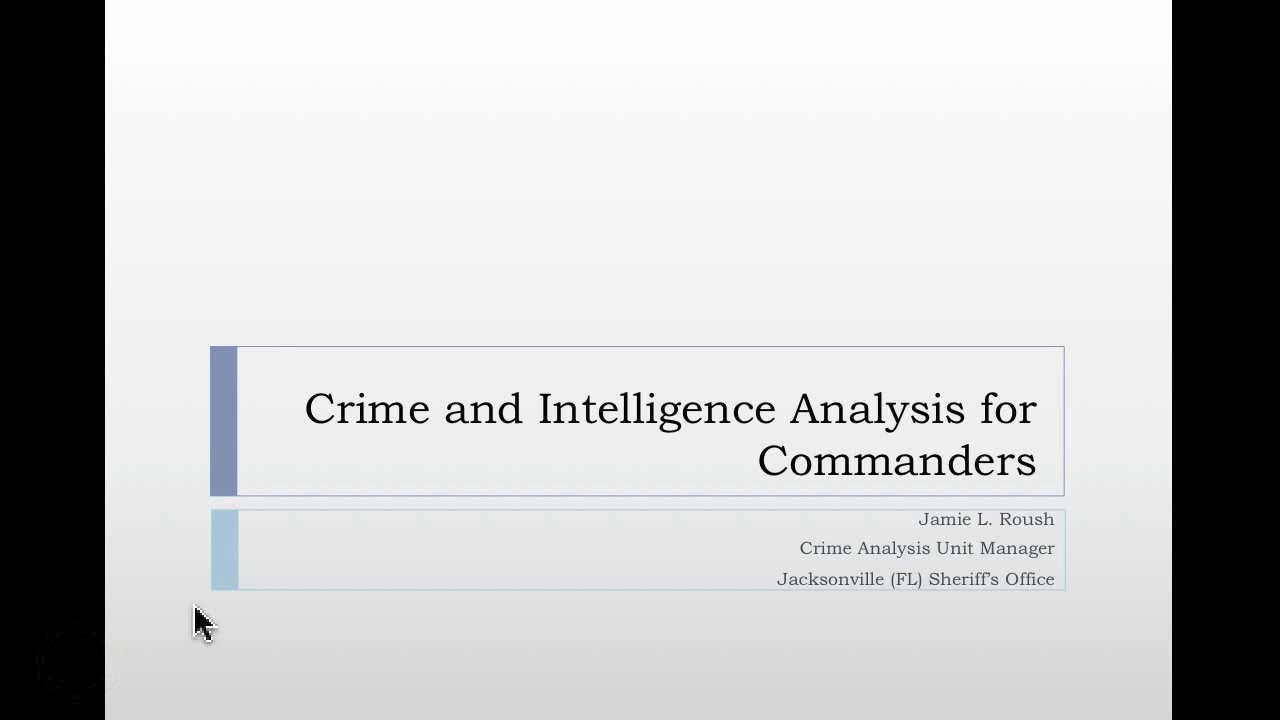 Crime and Intelligence Analysis for
Commanders
Jamie L. Roush
Crime Analysis Unit Manager
Jacksonville (FL) Sheriff’s Office